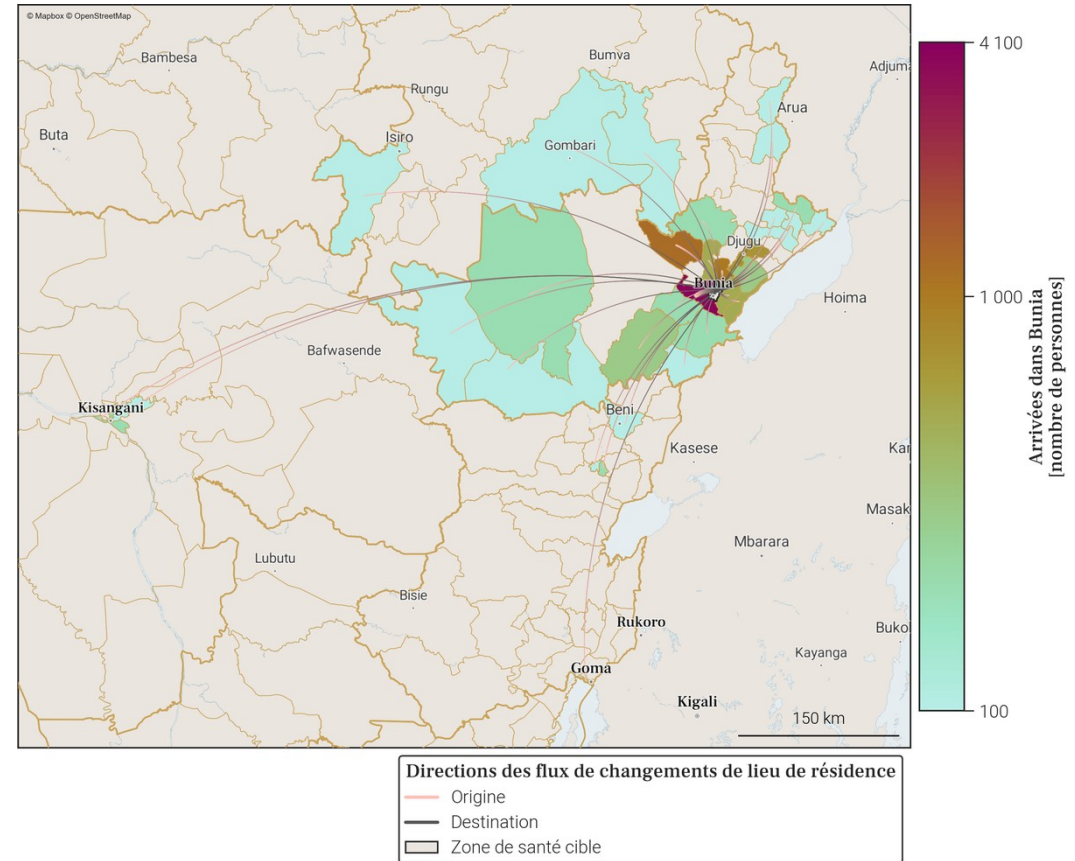 © Mapbox © OpenStreetMap
Bambesa
Bumva
Adjuma
Rungu
Arua
Buta
Isiro
Gombari
Djugu
Bunia
Hoima
Bafwasende
Kisangani
Beni
Kasese
Kar
Masak
Mbarara
Lubutu
Bisie
Rukoro
Buko
Kayanga
Goma
Kigali
150 km
4 100
1 000
100
Arrivées dans Bunia
[nombre de personnes]
Directions des flux de changements de lieu de résidence
Origine
Destination
Zone de santé cible